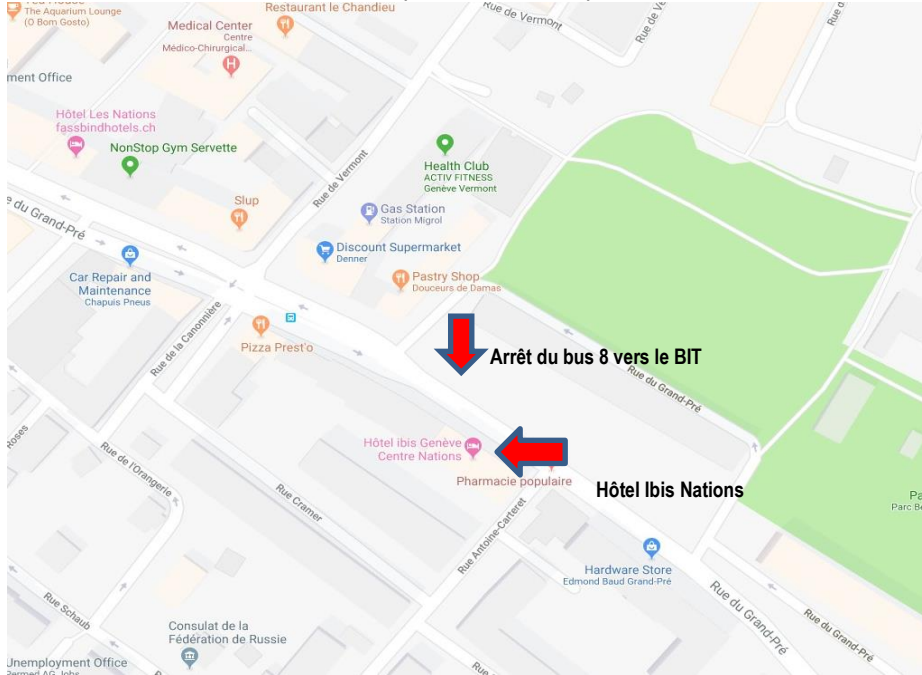 The Aquarium Lounge
(O Bom Gosto)
Restaurant le Chandieu
Rue de Vermont
Medical Center
Centre
Médico-Chirurgical...
ment Office
Hôtel Les Nations
fassbindhotels.ch
NonStop Gym Servette
Health Club
ACTIV FITNESS
Genève Vermont
Rue de Vermont
Slup
Gas Station
Station Migrol
e du Grand-Pré
Discount Supermarket
Denner
Car Repair and
Maintenance
Chapuis Pneus
Pastry Shop
Douceurs de Damas
Rue de la Canonnière
Pizza Prest'o
Arrêt du bus 8 vers le BIT
Rue du Grand-Pré
Roses
Rue de l'Orangerie
Hôtel ibis Genève
Centre Nations
Pharmacie populaire
Hôtel Ibis Nations
Rue Cramer
Pa
Parc Be
Rue Antoine-Carteret
Hardware Store
Edmond Baud Grand-Pré
Rue du Grand-Pré
Rue du Grand-Pré
Rue Schaub
Consulat de la
Fédération de Russie
Unemployment Office